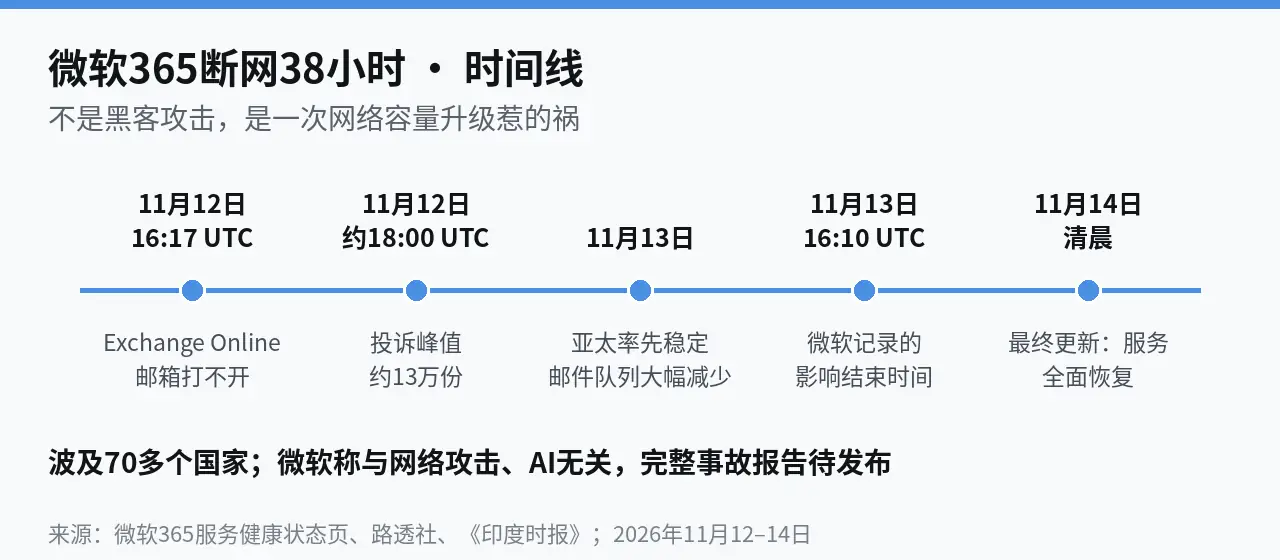 微软365断网38小时 · 时间线
不是黑客攻击，是一次网络容量升级惹的祸
11月12日
16:17 UTC
Exchange Online
邮箱打不开
11月12日
约18:00 UTC
投诉峰值
约13万份
11月13日
亚太率先稳定
邮件队列大幅减少
11月13日
16:10 UTC
微软记录的
影响结束时间
11月14日
清晨
最终更新：服务
全面恢复
波及70多个国家；微软称与网络攻击、AI无关，完整事故报告待发布
来源：微软365服务健康状态页、路透社、《印度时报》；2026年11月12–14日